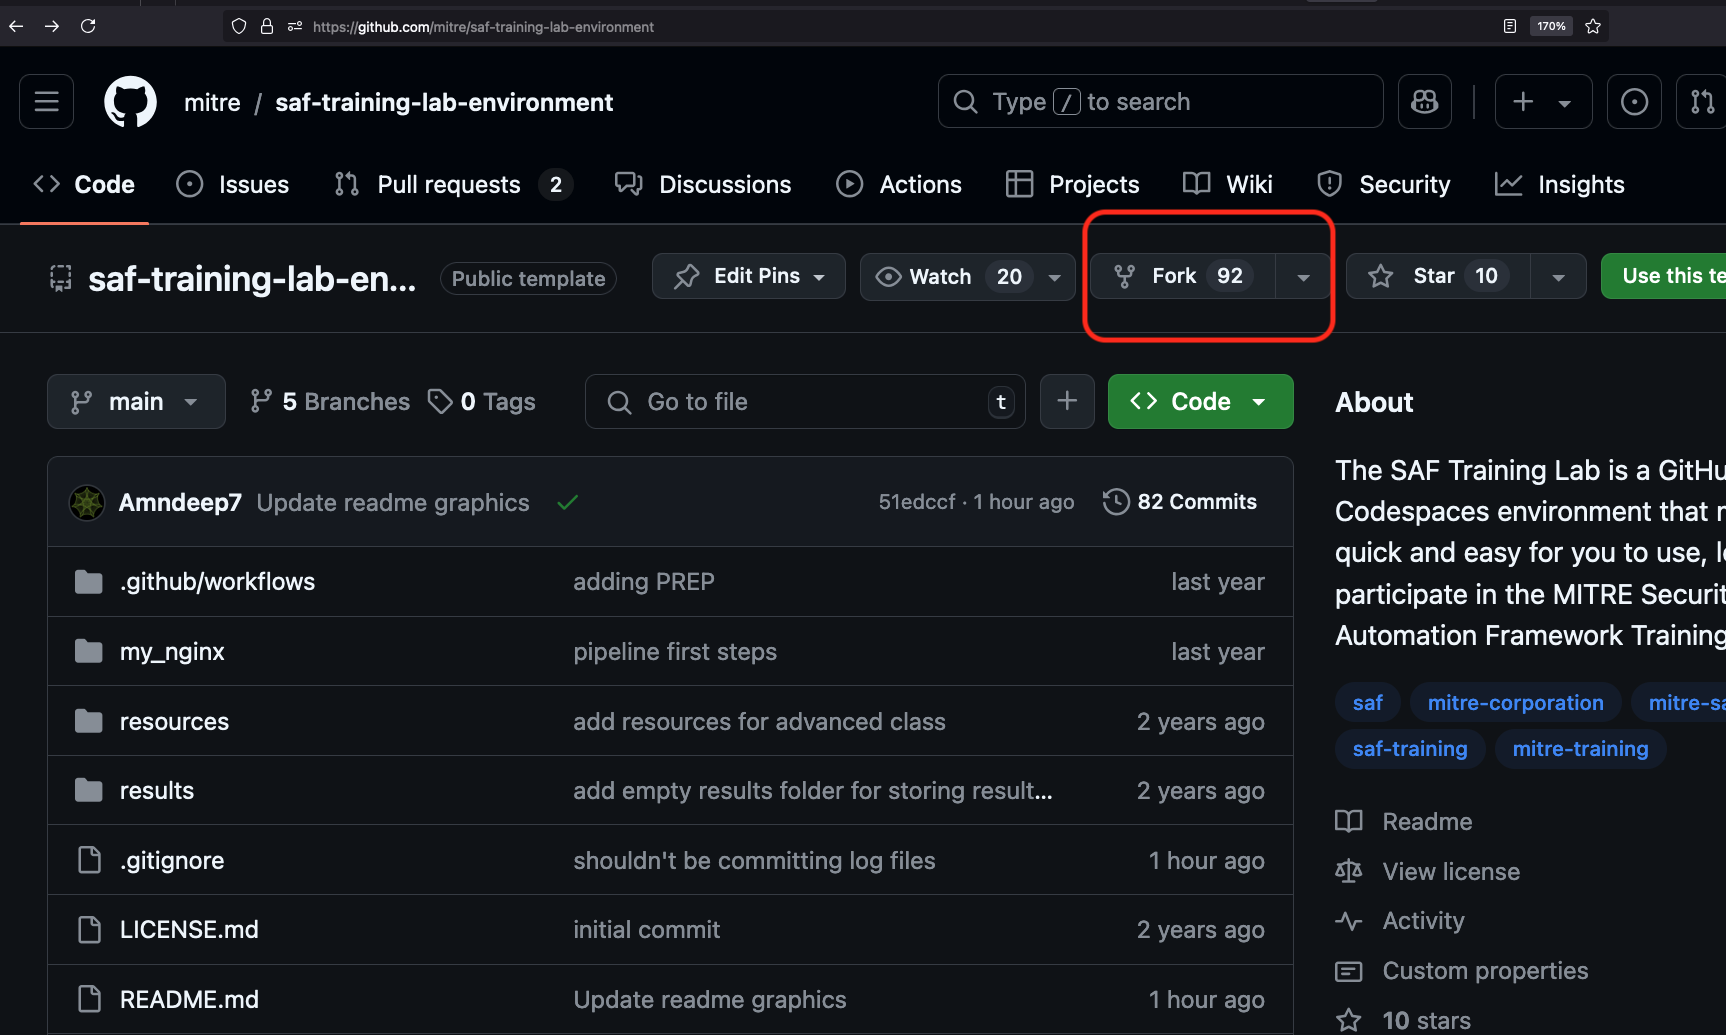 https://github.com/mitre/saf-training-lab-environment
170%
mitre / saf-training-lab-environment
Type / to search
Code
Issues
Pull requests 2
Discussions
Actions
Projects
Wiki
Security
Insights
saf-training-lab-en...
Public template
Edit Pins
Watch 20
Fork 92
Star 10
Use this te
main
5 Branches
0 Tags
Go to file
t
Code
Amndeep7 Update readme graphics
51edccf · 1 hour ago
82 Commits
.github/workflows adding PREP last year
my_nginx pipeline first steps last year
resources add resources for advanced class 2 years ago
results add empty results folder for storing result... 2 years ago
.gitignore shouldn't be committing log files 1 hour ago
LICENSE.md initial commit 2 years ago
README.md Update readme graphics 1 hour ago
About
The SAF Training Lab is a GitHu
Codespaces environment that
quick and easy for you to use,
participate in the MITRE Securit
Automation Framework Training
saf
mitre-corporation
mitre-sa
saf-training
mitre-training
Readme
View license
Activity
Custom properties
10 stars